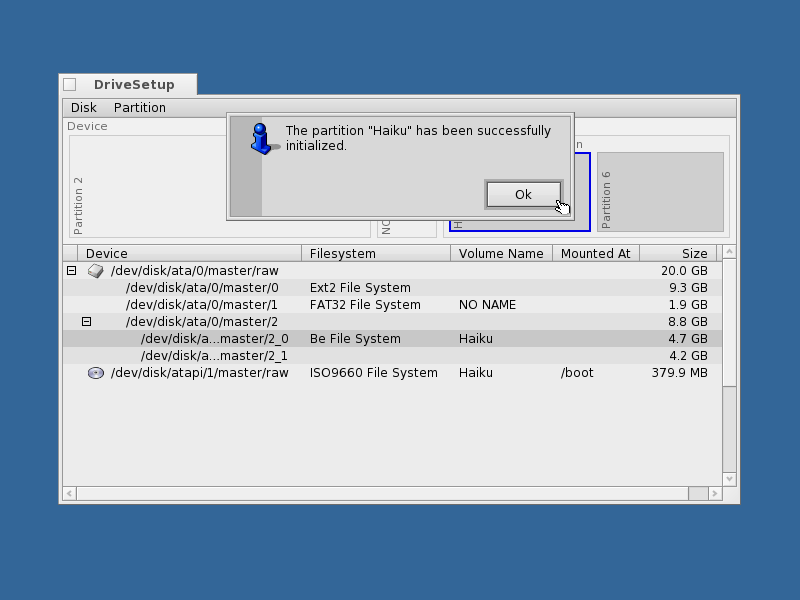 DriveSetup
Disk Partition
Device
The partition "Haiku" has been successfully
initialized.
Ok
Partition 2
Partition 6
Device Filesystem Volume Name Mounted At Size
/dev/disk/ata/0/master/raw 20.0 GB
/dev/disk/ata/0/master/0 Ext2 File System 9.3 GB
/dev/disk/ata/0/master/1 FAT32 File System NO NAME 1.9 GB
/dev/disk/ata/0/master/2 8.8 GB
/dev/disk/a...master/2_0 Be File System Haiku 4.7 GB
/dev/disk/a...master/2_1 4.2 GB
/dev/disk/atapi/1/master/raw ISO9660 File System Haiku /boot 379.9 MB